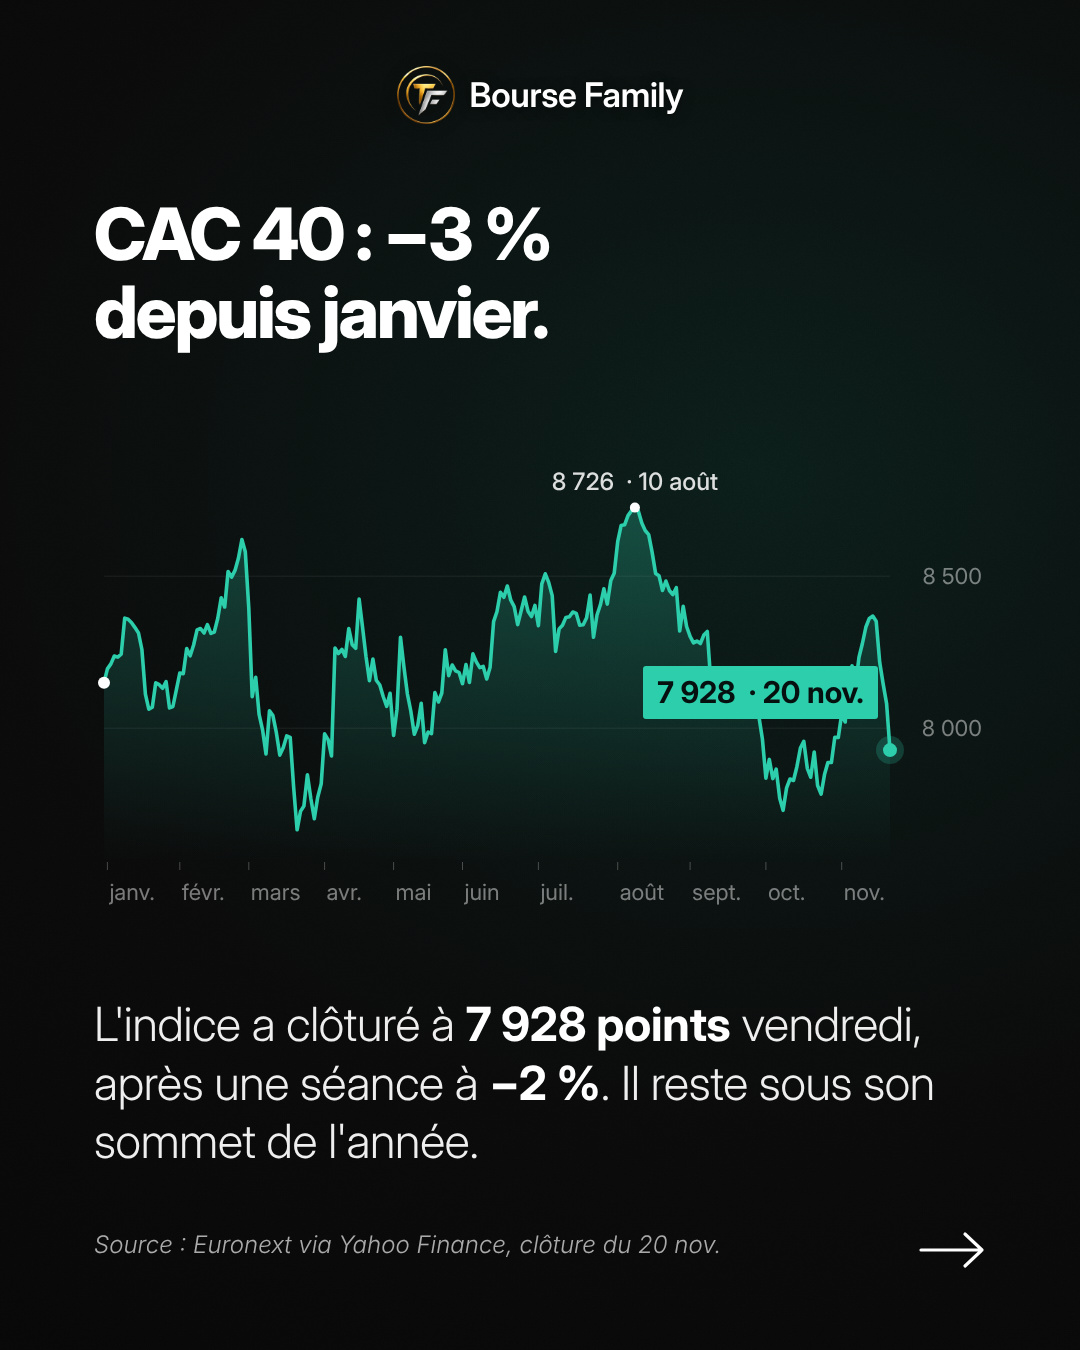 TF Bourse Family
CAC 40 : −3 %
depuis janvier.
8 726 · 10 août
8 500
7 928 · 20 nov.
8 000
janv. févr. mars avr. mai juin juil. août sept. oct. nov.
L'indice a clôturé à 7 928 points vendredi,
après une séance à −2 %. Il reste sous son
sommet de l'année.
Source : Euronext via Yahoo Finance, clôture du 20 nov.